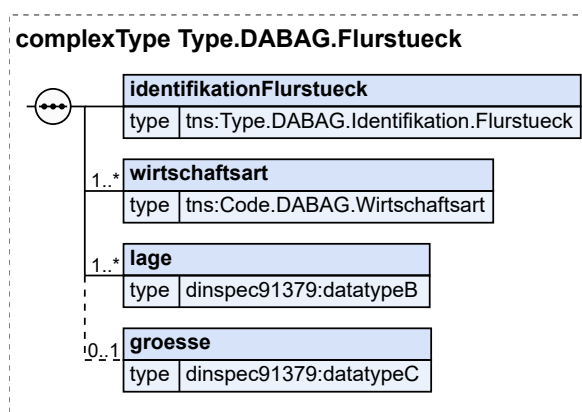 complexType Type.DABAG.Flurstueck
identifikationFlurstueck
type tns:Type.DABAG.Identifikation.Flurstueck
1..* wirtschaftsart
type tns:Code.DABAG.Wirtschaftsart
1..* lage
type dinspec91379:datatypeB
0..1 groesse
type dinspec91379:datatypeC